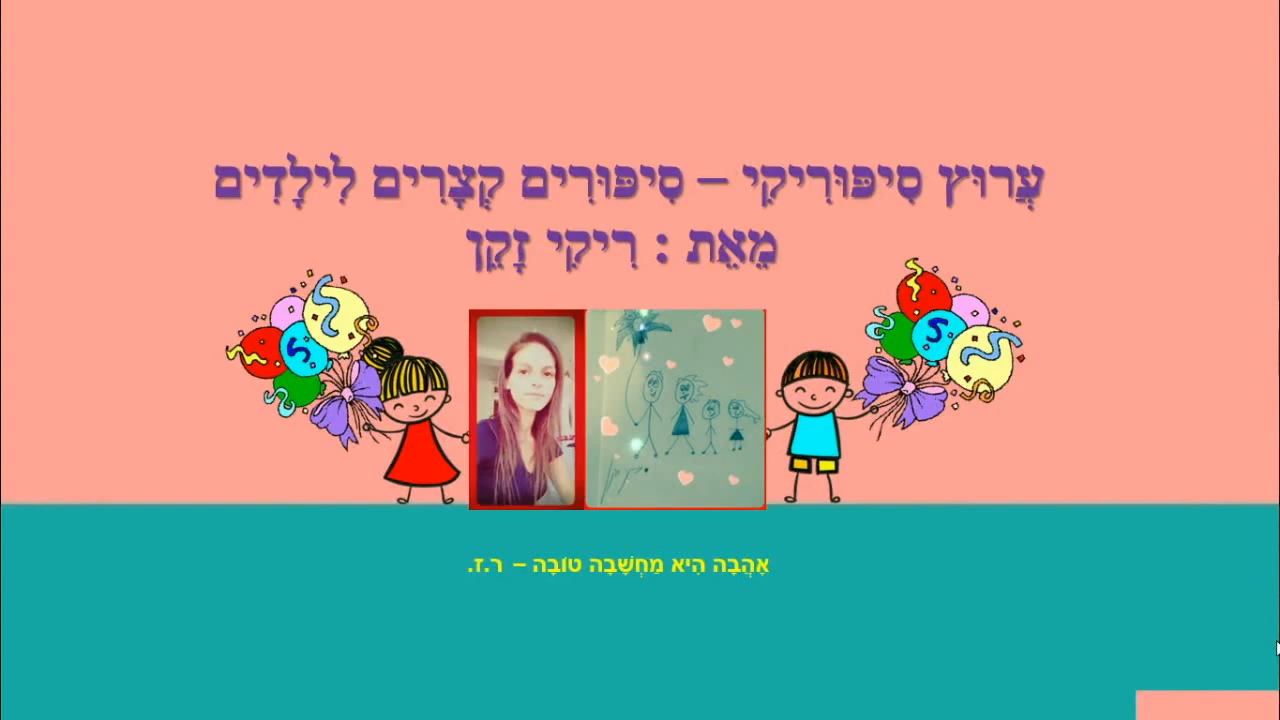 עֲרוּץ סִיפּוּרִיקִי – סִיפּוּרִים קְצָרִים לִילָדִים
מֵאֵת : רִיקִי זָקֵן
אַהֲבָה הִיא מַחְשָׁבָה טוֹבָה – ר.ז.